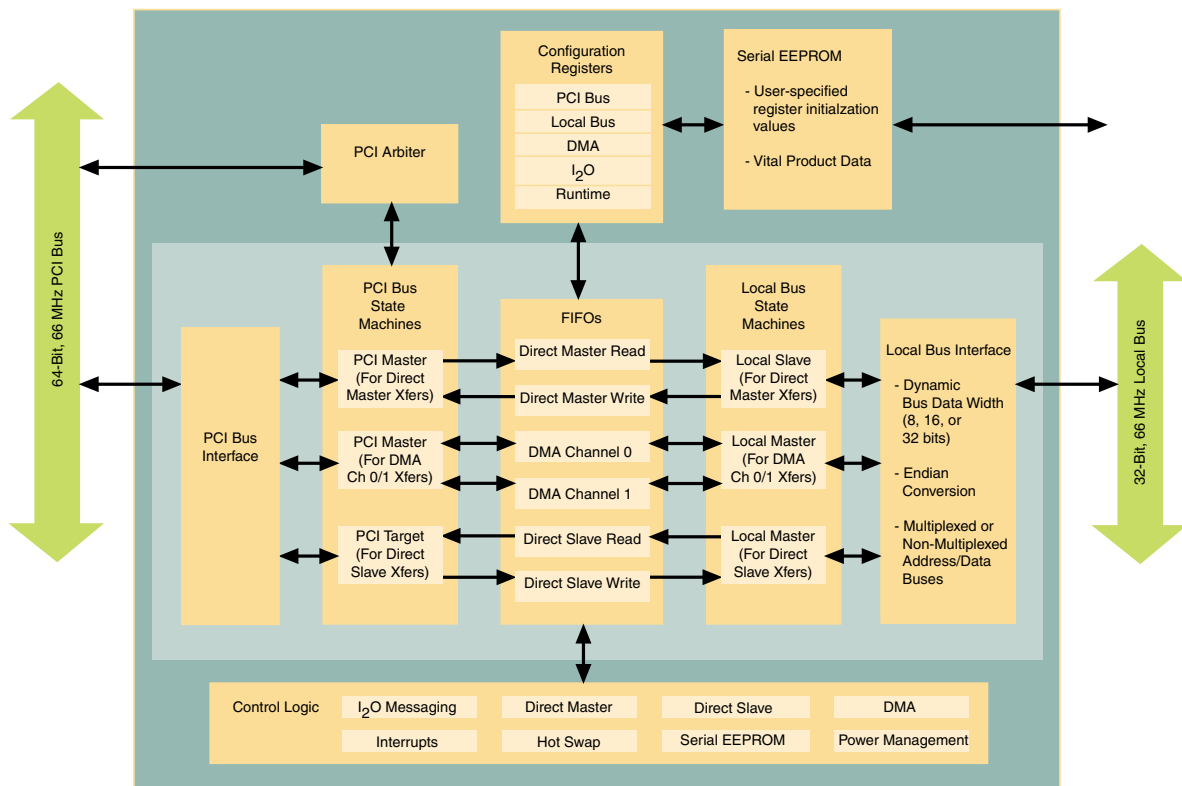 64-Bit, 66 MHz PCI Bus
PCI Arbiter
Configuration
Registers
PCI Bus
Local Bus
DMA
I2O
Runtime
Serial EEPROM
- User-specified
register initialzation
values
- Vital Product Data
PCI Bus
Interface
PCI Bus
State
Machines
PCI Master
(For Direct
Master Xfers)
PCI Master
(For DMA
Ch 0/1 Xfers)
PCI Target
(For Direct
Slave Xfers)
FIFOs
Direct Master Read
Direct Master Write
DMA Channel 0
DMA Channel 1
Direct Slave Read
Direct Slave Write
Local Bus
State
Machines
Local Slave
(For Direct
Master Xfers)
Local Master
(For DMA
Ch 0/1 Xfers)
Local Master
(For Direct
Slave Xfers)
Local Bus Interface
- Dynamic
Bus Data Width
(8, 16, or
32 bits)
- Endian
Conversion
- Multiplexed or
Non-Multiplexed
Address/Data
Buses
32-Bit, 66 MHz Local Bus
Control Logic
I2O Messaging
Direct Master
Direct Slave
DMA
Interrupts
Hot Swap
Serial EEPROM
Power Management